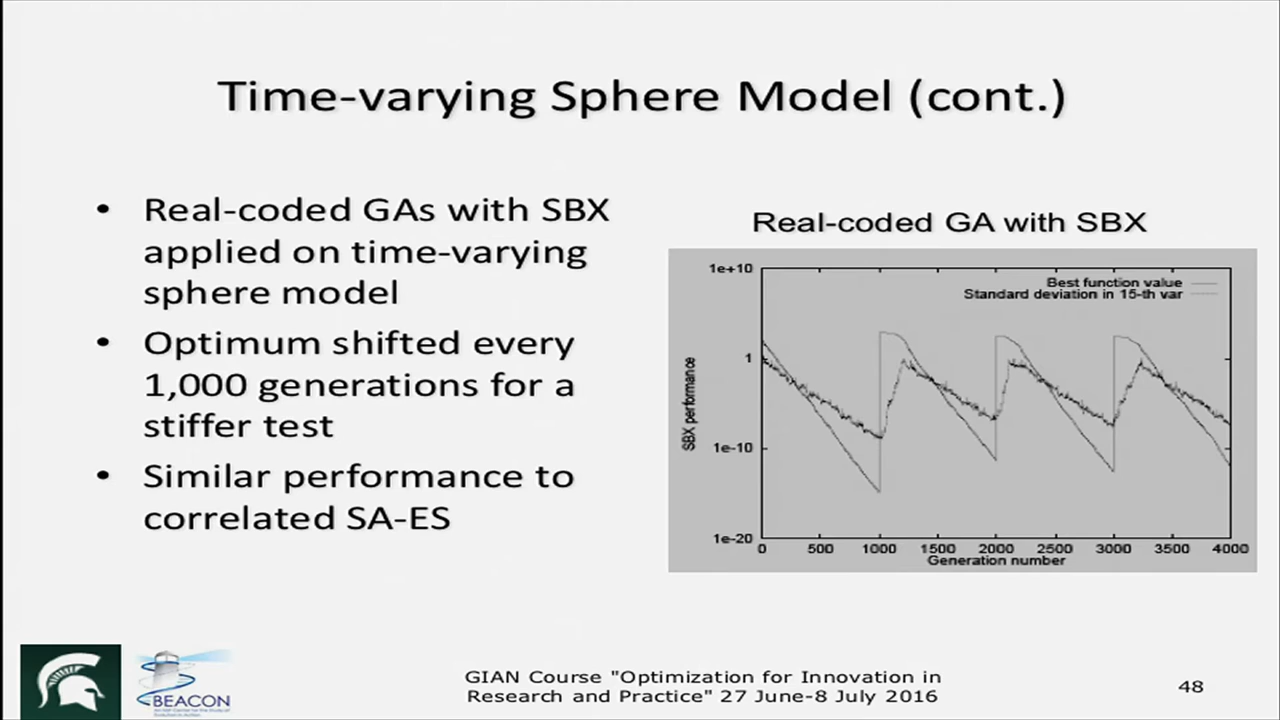 Time-varying Sphere Model (cont.)
• Real-coded GAs with SBX
applied on time-varying
sphere model
• Optimum shifted every
1,000 generations for a
stiffer test
• Similar performance to
correlated SA-ES
Real-coded GA with SBX
1e+10
1
1e-10
1e-20
SBX performance
Best function value
Standard deviation in 15-th var
0 500 1000 1500 2000 2500 3000 3500 4000
Generation number
BEACON
GIAN Course "Optimization for Innovation in
Research and Practice" 27 June-8 July 2016
48